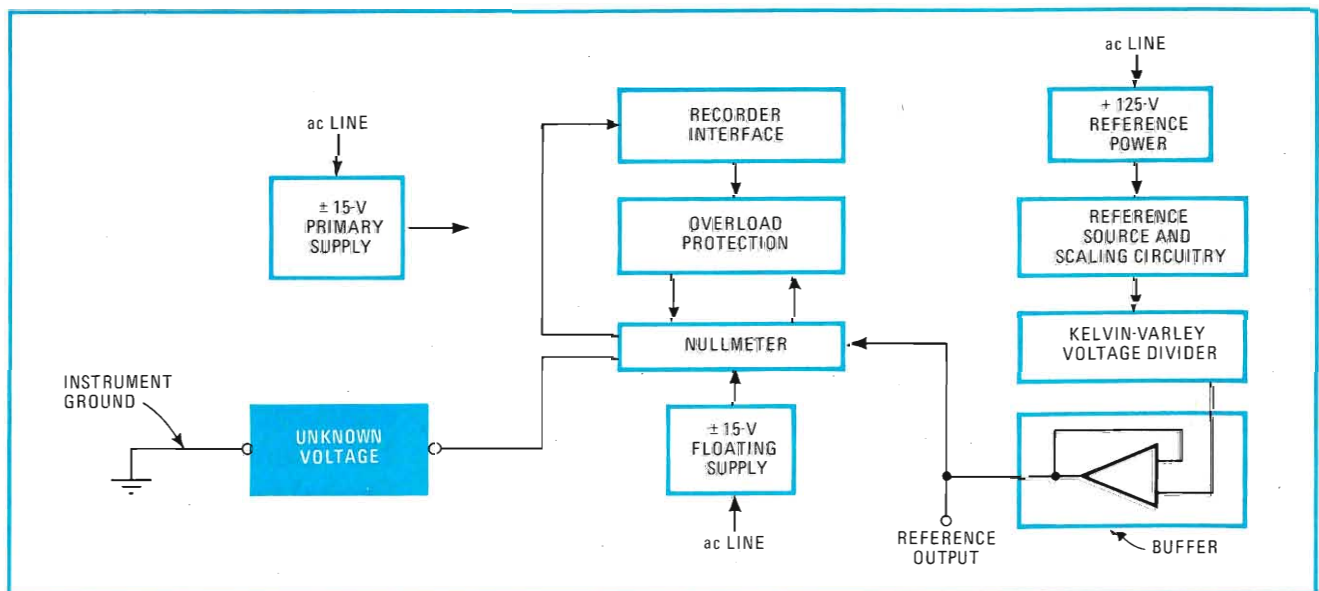 ac LINE
± 15-V
PRIMARY
SUPPLY
INSTRUMENT
GROUND
UNKNOWN
VOLTAGE
RECORDER
INTERFACE
OVERLOAD
PROTECTION
NULLMETER
± 15-V
FLOATING
SUPPLY
ac LINE
ac LINE
+ 125-V
REFERENCE
POWER
REFERENCE
SOURCE AND
SCALING CIRCUITRY
KELVIN-VARLEY
VOLTAGE DIVIDER
REFERENCE
OUTPUT
BUFFER